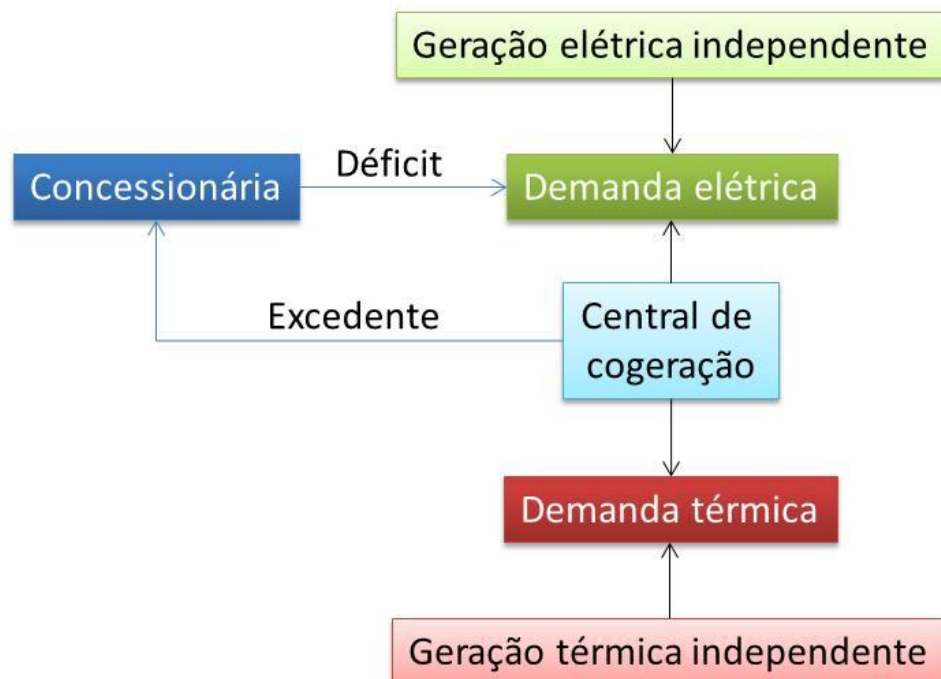 Geração elétrica independente
Déficit
Concessionária
Demanda elétrica
Excedente
Central de
cogeração
Demanda térmica
Geração térmica independente